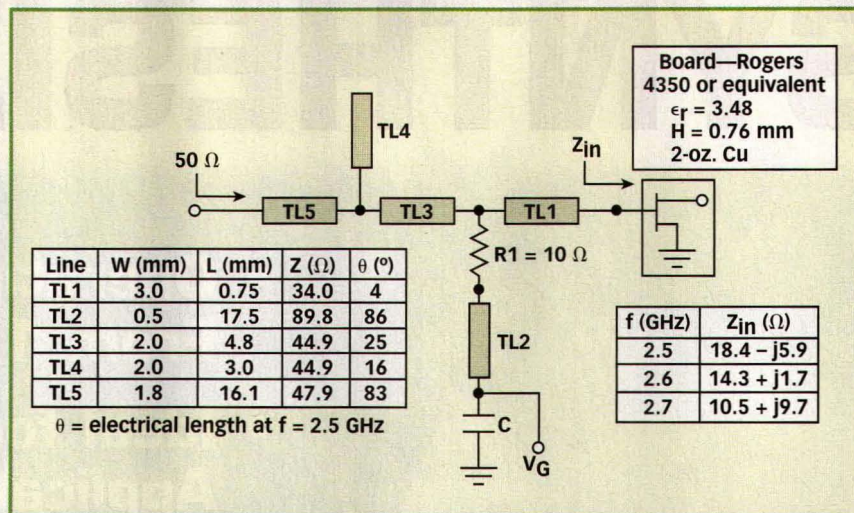 Board—Rogers
4350 or equivalent
εr = 3.48
H = 0.76 mm
2-oz. Cu
TL4
Zin
50 Ω
TL5
TL3
TL1
R1 = 10 Ω
TL2
C
VG
Line W (mm) L (mm) Z (Ω) θ (º)
TL1 3.0 0.75 34.0 4
TL2 0.5 17.5 89.8 86
TL3 2.0 4.8 44.9 25
TL4 2.0 3.0 44.9 16
TL5 1.8 16.1 47.9 83
θ = electrical length at f = 2.5 GHz
f (GHz) Zin (Ω)
2.5 18.4 – j5.9
2.6 14.3 + j1.7
2.7 10.5 + j9.7